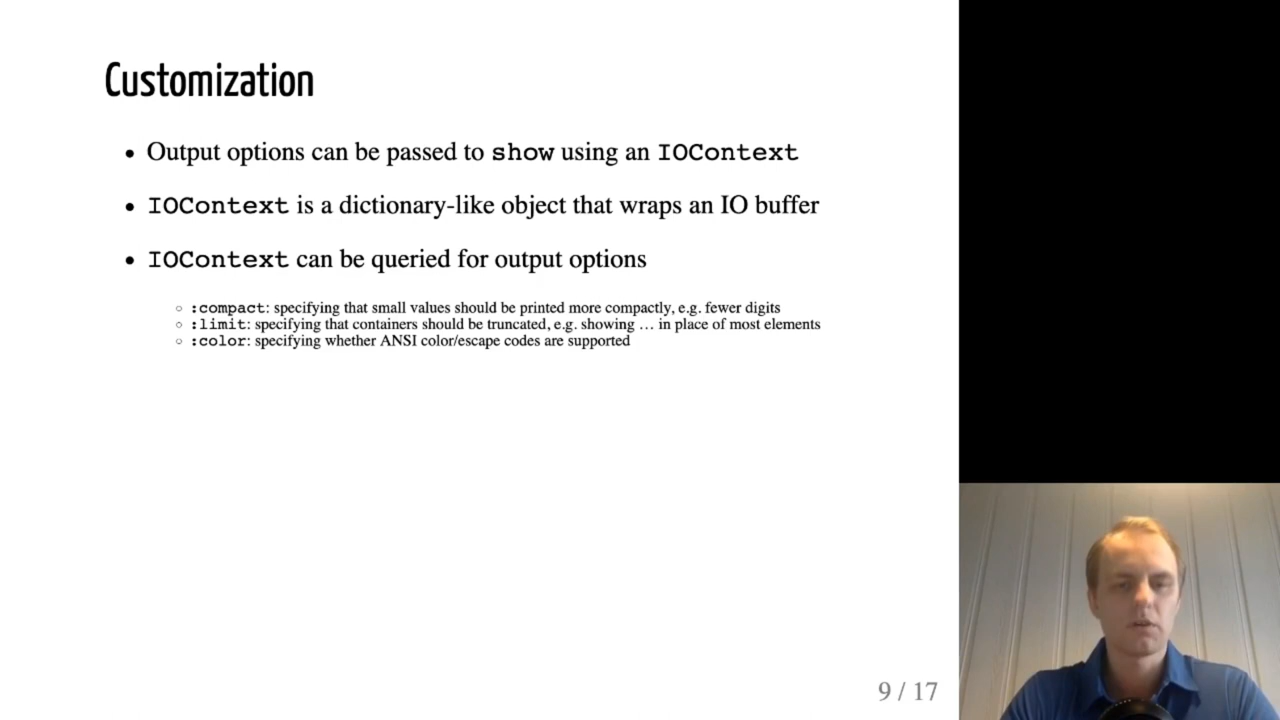 Customization
• Output options can be passed to show using an IOContext
• IOContext is a dictionary-like object that wraps an IO buffer
• IOContext can be queried for output options
◦ :compact: specifying that small values should be printed more compactly, e.g. fewer digits
◦ :limit: specifying that containers should be truncated, e.g. showing … in place of most elements
◦ :color: specifying whether ANSI color/escape codes are supported
9 / 17